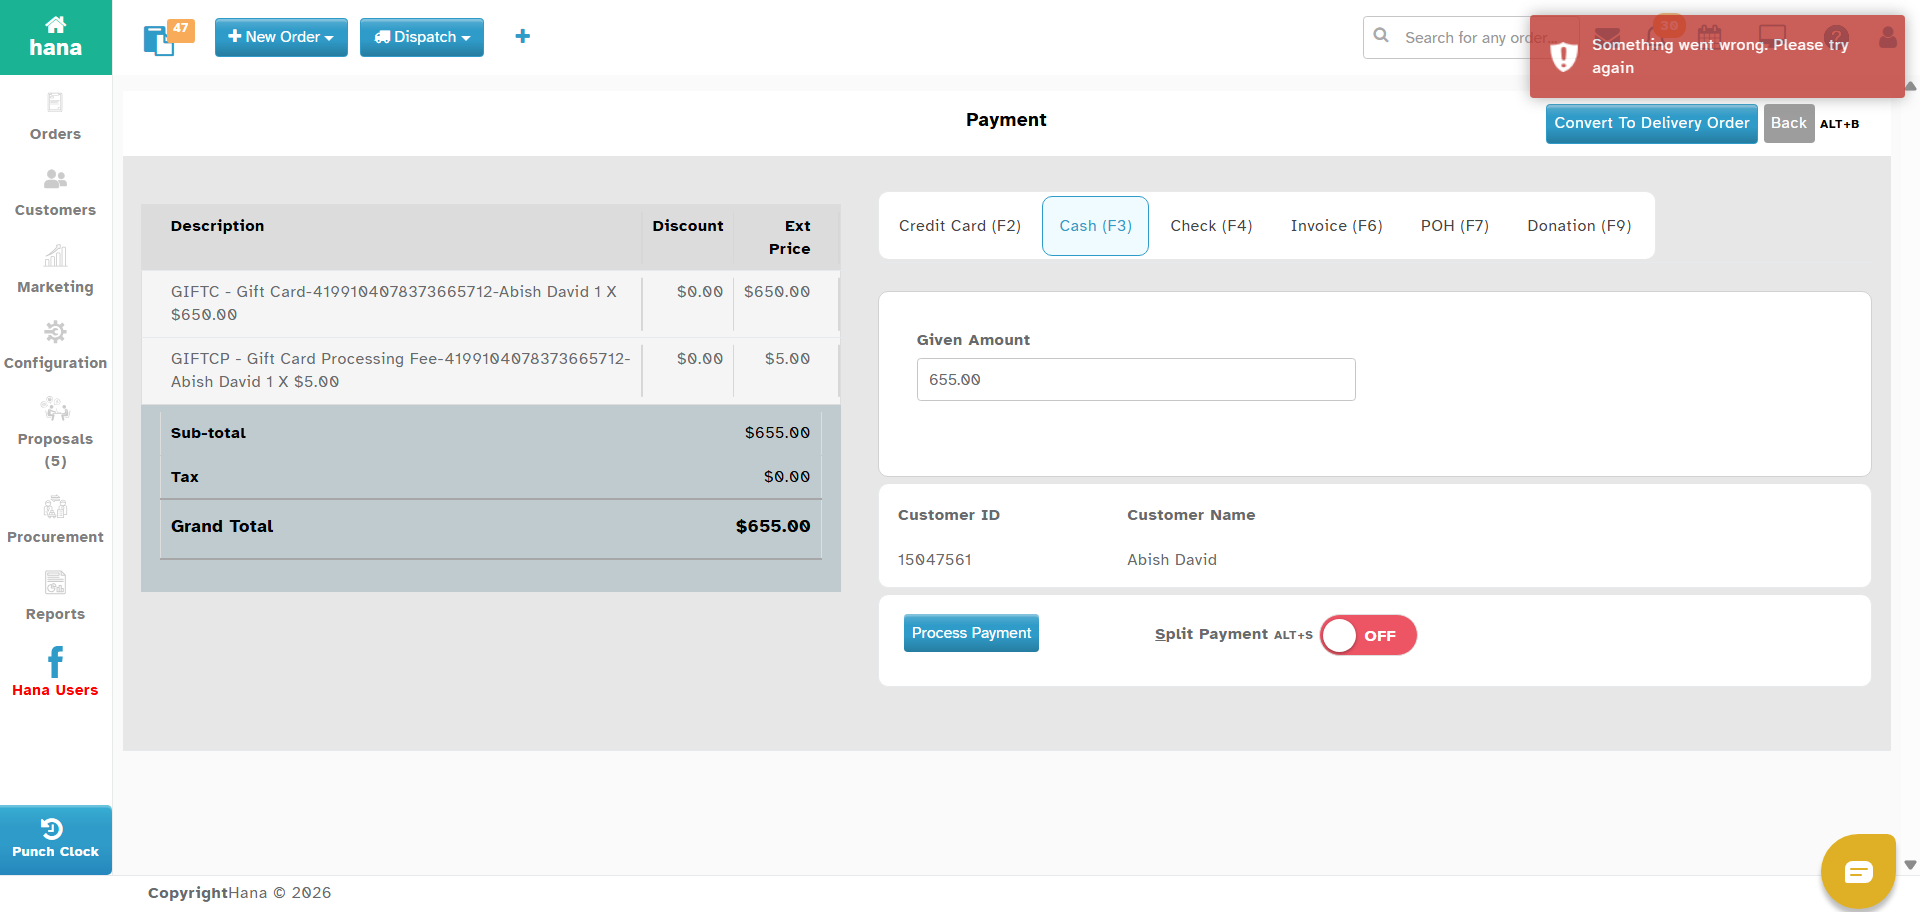 hana
47
New Order
Dispatch
Search for any order...
30
Something went wrong. Please try
again
Payment
Convert To Delivery Order
Back
ALT+B
Orders
Customers
Marketing
Configuration
Proposals
(5)
Procurement
Reports
Hana Users
Punch Clock
Description
Discount
Ext
Price
GIFTC - Gift Card-4199104078373665712-Abish David 1 X
$650.00
$0.00
$650.00
GIFTCP - Gift Card Processing Fee-4199104078373665712-
Abish David 1 X $5.00
$0.00
$5.00
Sub-total
$655.00
Tax
$0.00
Grand Total
$655.00
Credit Card (F2)
Cash (F3)
Check (F4)
Invoice (F6)
POH (F7)
Donation (F9)
Given Amount
655.00
Customer ID
Customer Name
15047561
Abish David
Process Payment
Split Payment ALT+S
OFF
CopyrightHana © 2026